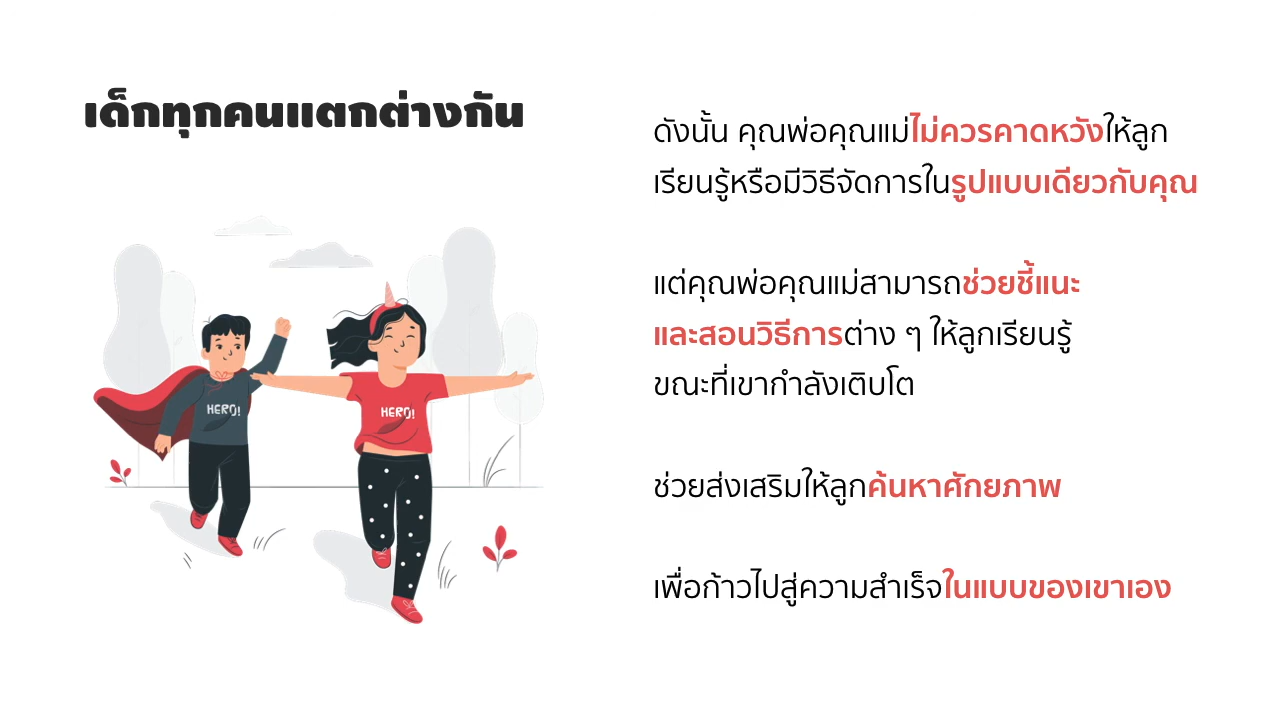 เด็กทุกคนแตกต่างกัน
ดังนั้น คุณพ่อคุณแม่ไม่ควรคาดหวังให้ลูก
เรียนรู้หรือมีวิธีจัดการในรูปแบบเดียวกับคุณ
แต่คุณพ่อคุณแม่สามารถช่วยชี้แนะ
และสอนวิธีการต่าง ๆ ให้ลูกเรียนรู้
ขณะที่เขากำลังเติบโต
ช่วยส่งเสริมให้ลูกค้นหาศักยภาพ
เพื่อก้าวไปสู่ความสำเร็จในแบบของเขาเอง
HERO!
HERO!